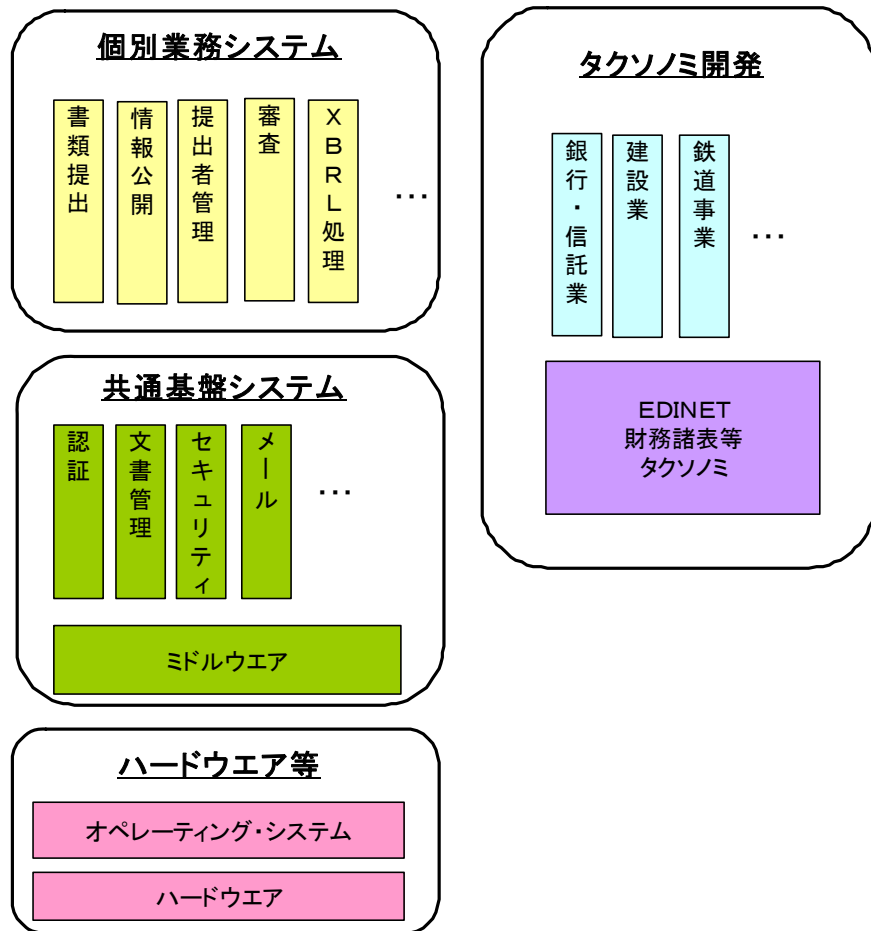 個別業務システム
書類提出
情報公開
提出者管理
審査
XBRL処理
…
共通基盤システム
認証
文書管理
セキュリティ
メール
…
ミドルウエア
ハードウエア等
オペレーティング・システム
ハードウエア
タクソノミ開発
銀行・信託業
建設業
鉄道事業
…
EDINET
財務諸表等
タクソノミ